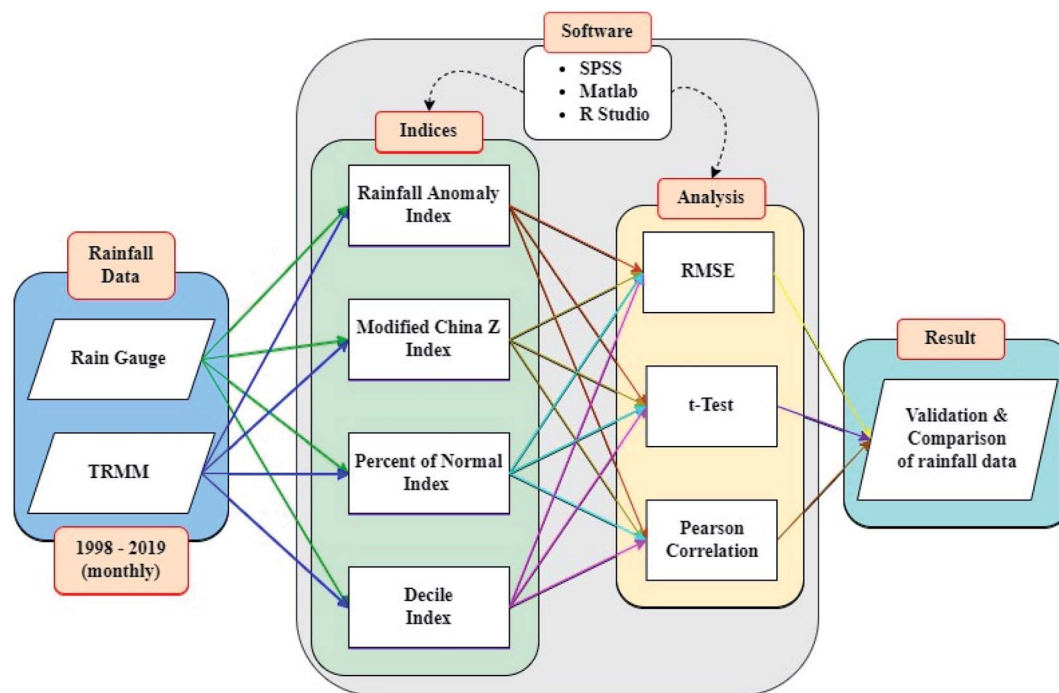 Software
• SPSS
• Matlab
• R Studio
Indices
Rainfall Anomaly
Index
Modified China Z
Index
Percent of Normal
Index
Decile
Index
Analysis
RMSE
t-Test
Pearson
Correlation
Rainfall
Data
Rain Gauge
TRMM
1998 - 2019
(monthly)
Result
Validation &
Comparison
of rainfall data